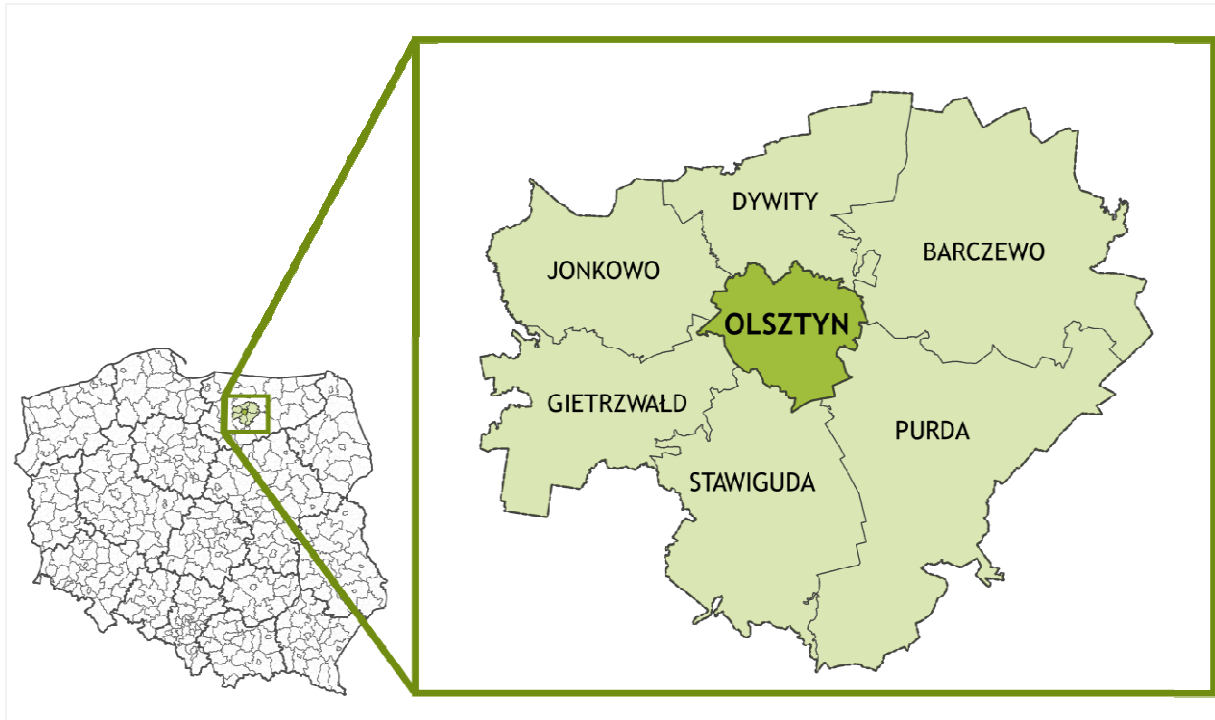 DYWITY
BARCZEWO
JONKOWO
OLSZTYN
GIETRZWAŁD
PURDA
STAWIGUDA